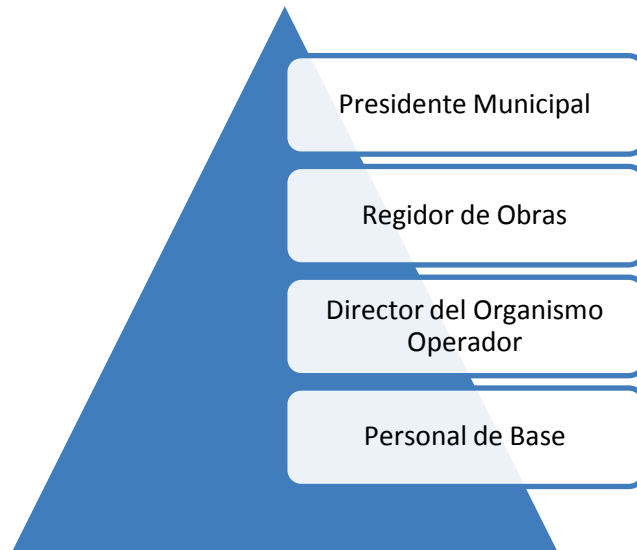 Presidente Municipal
Regidor de Obras
Director del Organismo
Operador
Personal de Base